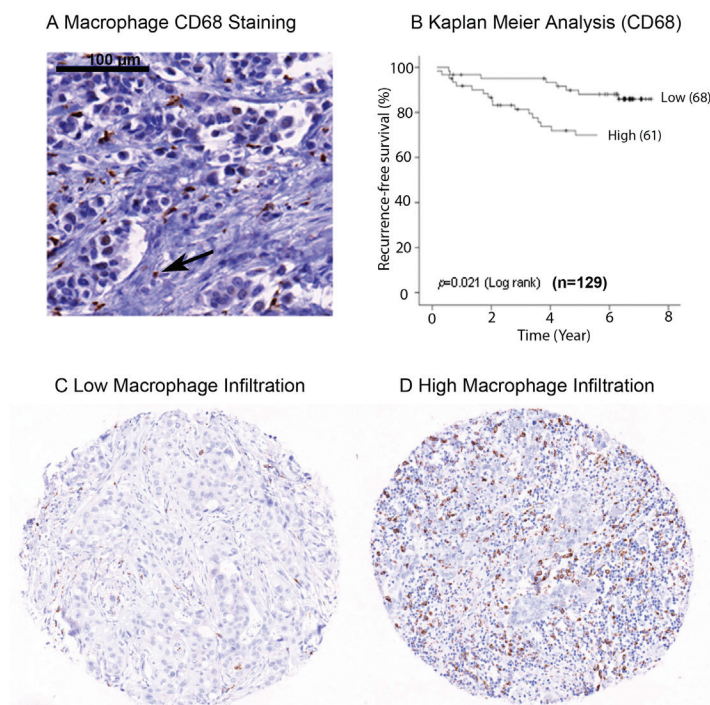 A Macrophage CD68 Staining
100 µm
B Kaplan Meier Analysis (CD68)
Recurrence-free survival (%)
100
80
60
40
20
0
Low (68)
High (61)
p=0.021 (Log rank) (n=129)
0 2 4 6 8
Time (Year)
C Low Macrophage Infiltration
D High Macrophage Infiltration